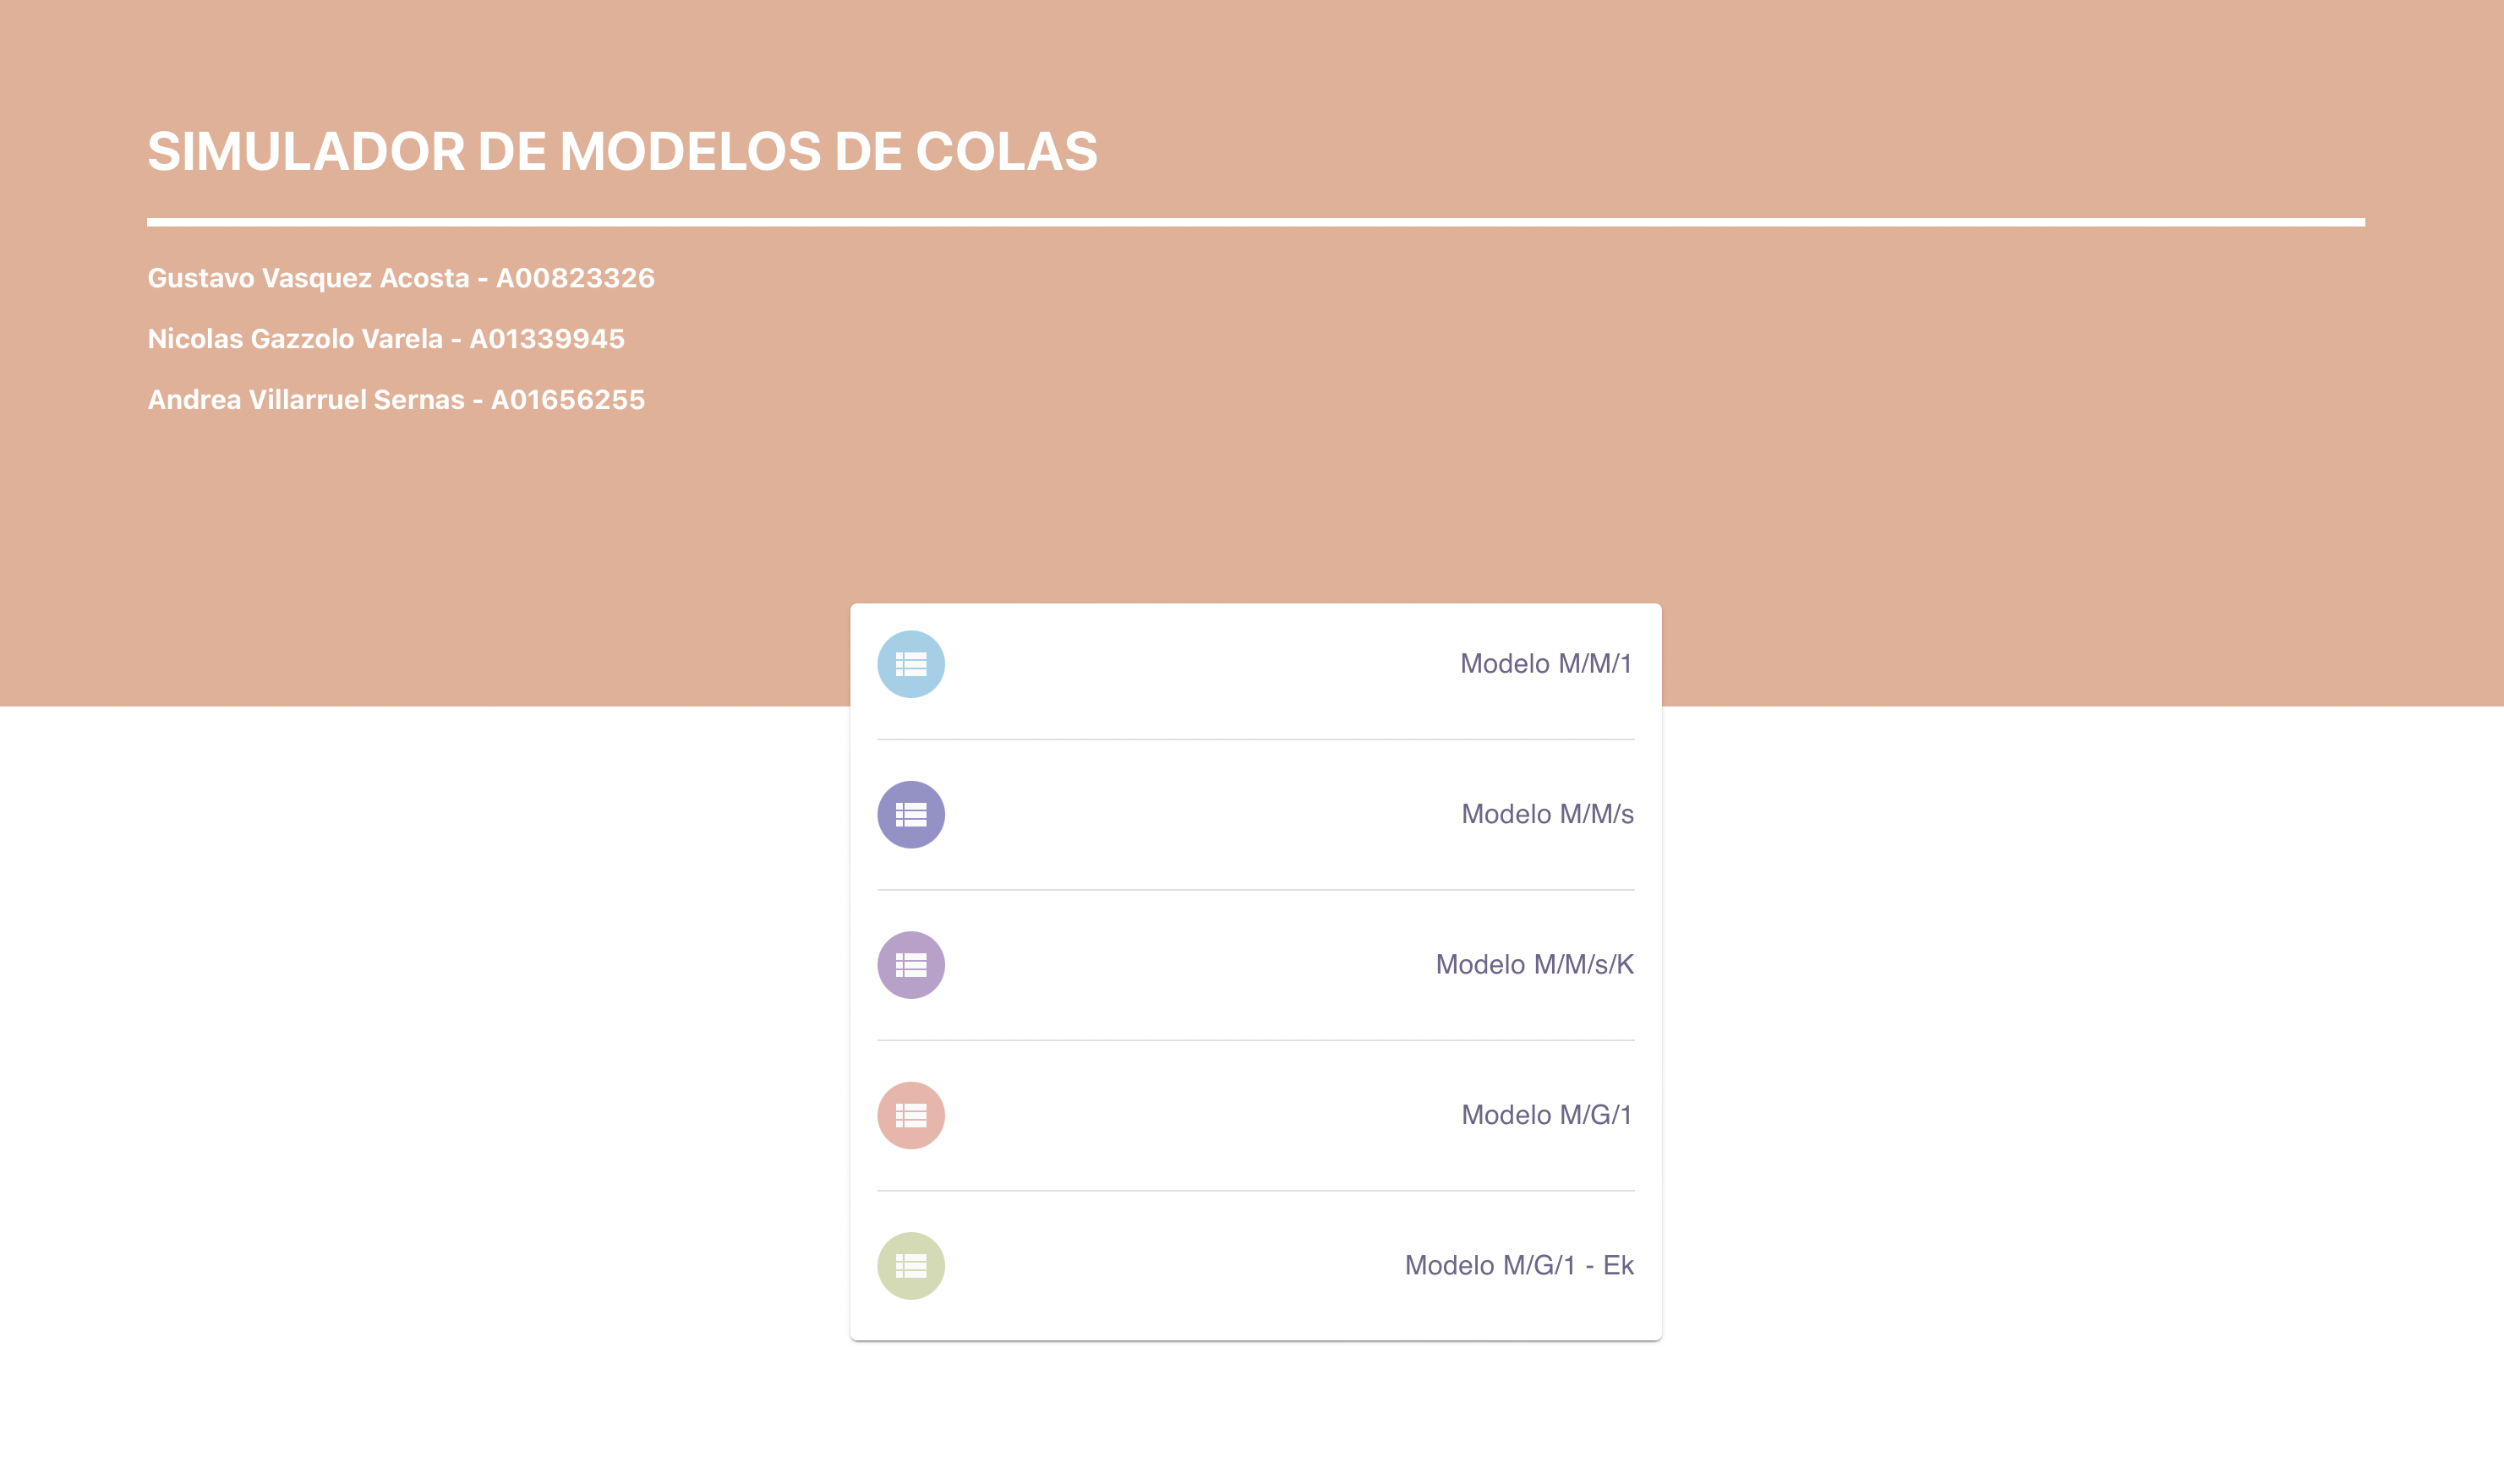 SIMULADOR DE MODELOS DE COLAS
Gustavo Vasquez Acosta - A00823326
Nicolas Gazzolo Varela - A01339945
Andrea Villarruel Sernas - A01656255
Modelo M/M/1
Modelo M/M/s
Modelo M/M/s/K
Modelo M/G/1
Modelo M/G/1 - Ek